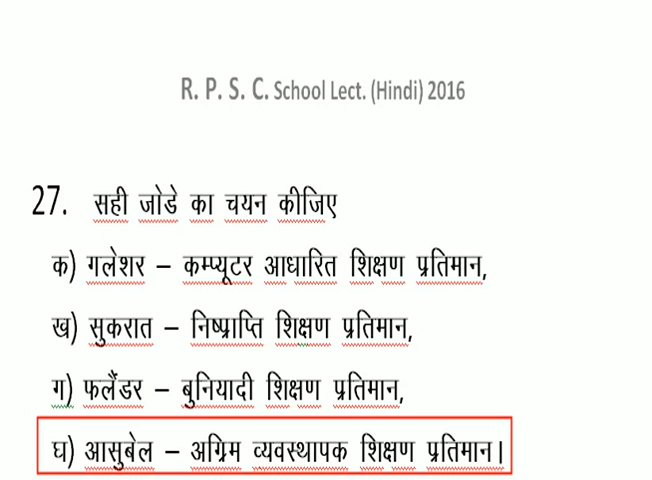 R. P. S. C. School Lect. (Hindi) 2016
27. सही जोडे का चयन कीजिए
क) गलेशर – कम्प्यूटर आधारित शिक्षण प्रतिमान,
ख) सुकरात – निष्प्राप्ति शिक्षण प्रतिमान,
ग) फलैंडर – बुनियादी शिक्षण प्रतिमान,
घ) आसुबेल – अग्रिम व्यवस्थापक शिक्षण प्रतिमान।